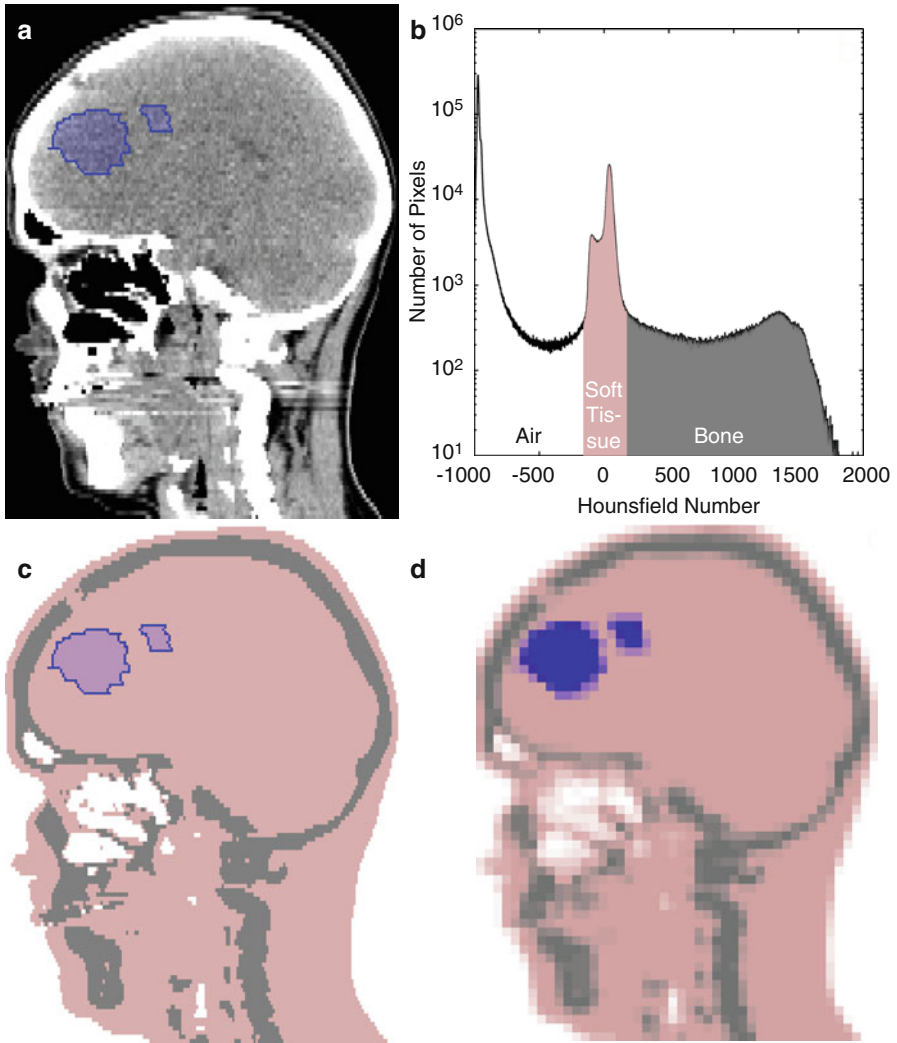 a
b
10^6
10^5
10^4
10^3
10^2
10^1
Number of Pixels
Air
Soft
Tis-
sue
Bone
-1000 -500 0 500 1000 1500 2000
Hounsfield Number
c
d